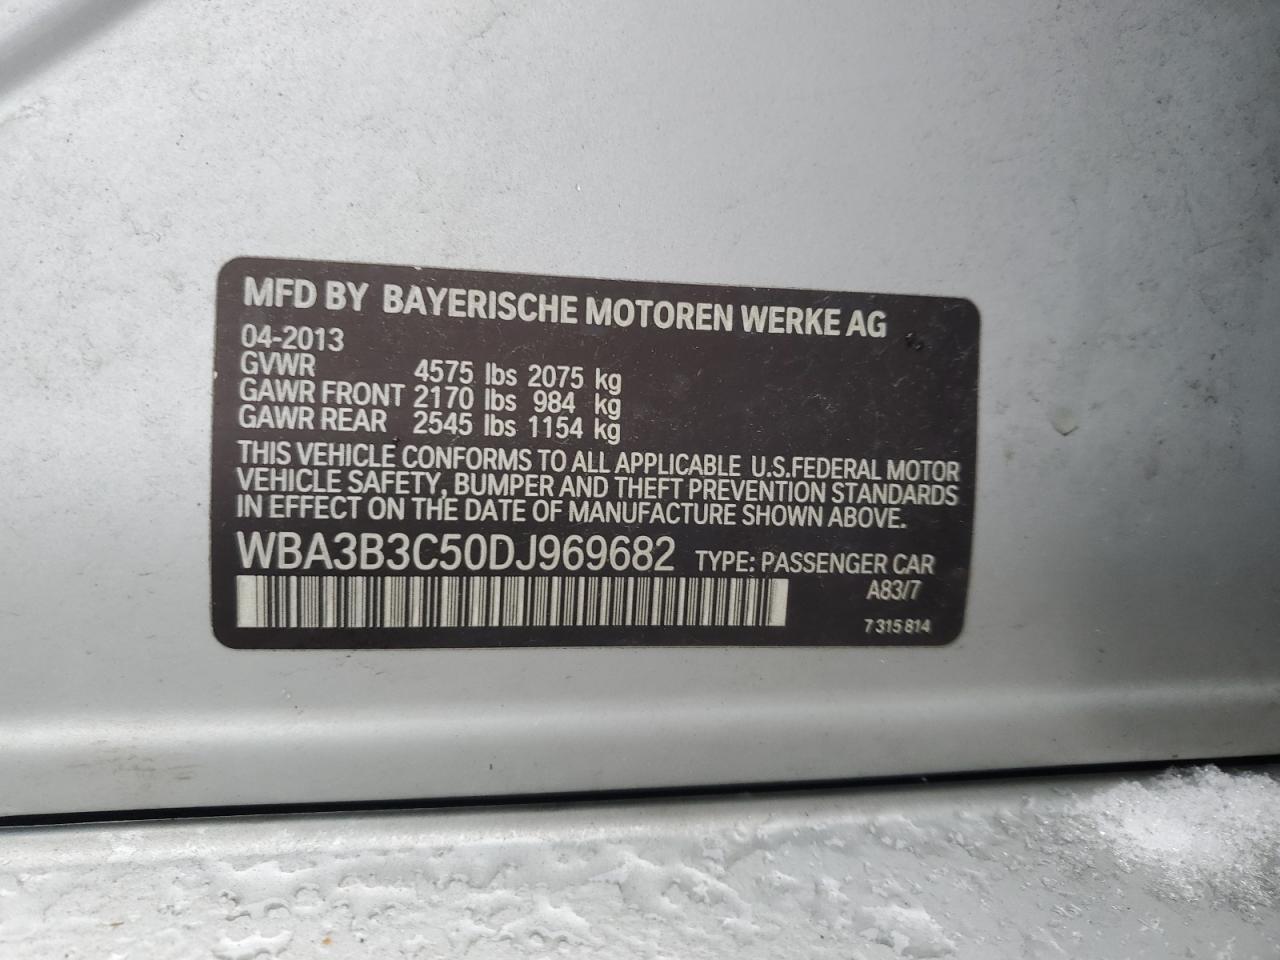 MFD BY BAYERISCHE MOTOREN WERKE AG
04-2013
GVWR 4575 lbs 2075 kg
GAWR FRONT 2170 lbs 984 kg
GAWR REAR 2545 lbs 1154 kg
THIS VEHICLE CONFORMS TO ALL APPLICABLE U.S.FEDERAL MOTOR
VEHICLE SAFETY, BUMPER AND THEFT PREVENTION STANDARDS
IN EFFECT ON THE DATE OF MANUFACTURE SHOWN ABOVE.
WBA3B3C50DJ969682 TYPE: PASSENGER CAR
A83/7
7 315 814